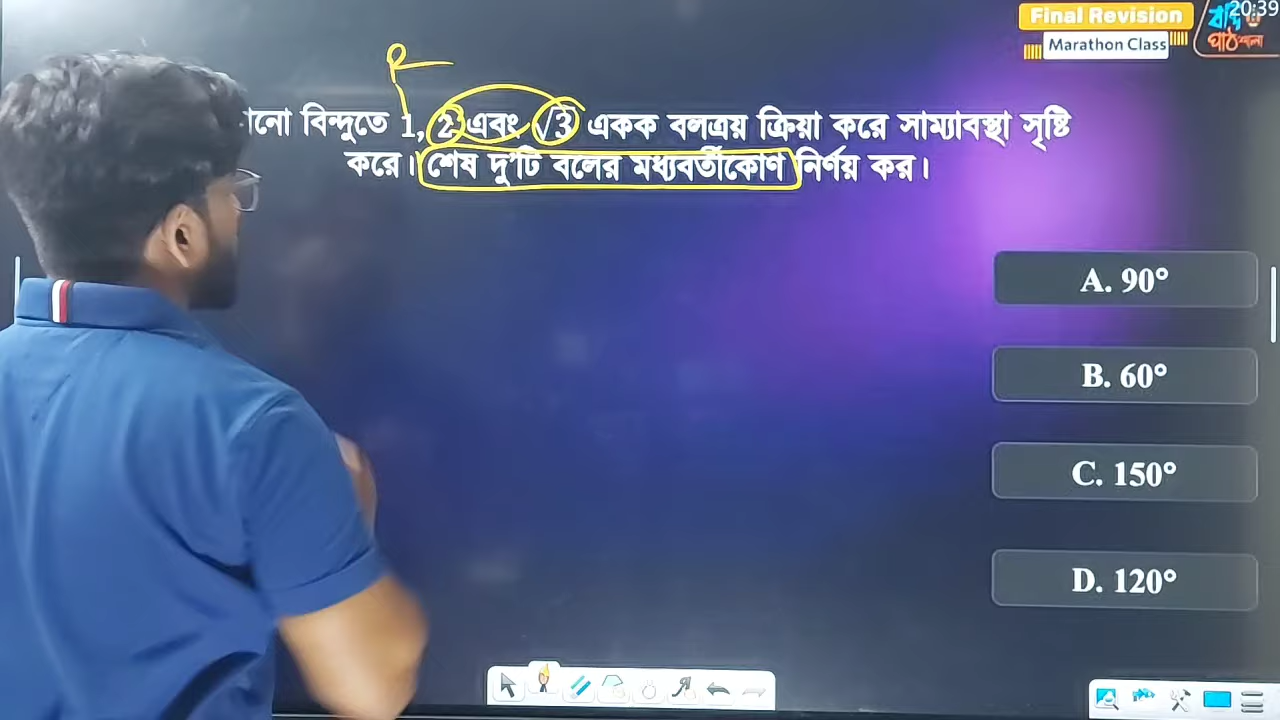 20:39
Final Revision
Marathon Class
পাঠশালা
R
বিন্দুতে 1, 2 এবং √3 একক বলত্রয় ক্রিয়া করে সাম্যাবস্থা সৃষ্টি
করে। শেষ দু'টি বলের মধ্যবর্তীকোণ নির্ণয় কর।
A. 90°
B. 60°
C. 150°
D. 120°